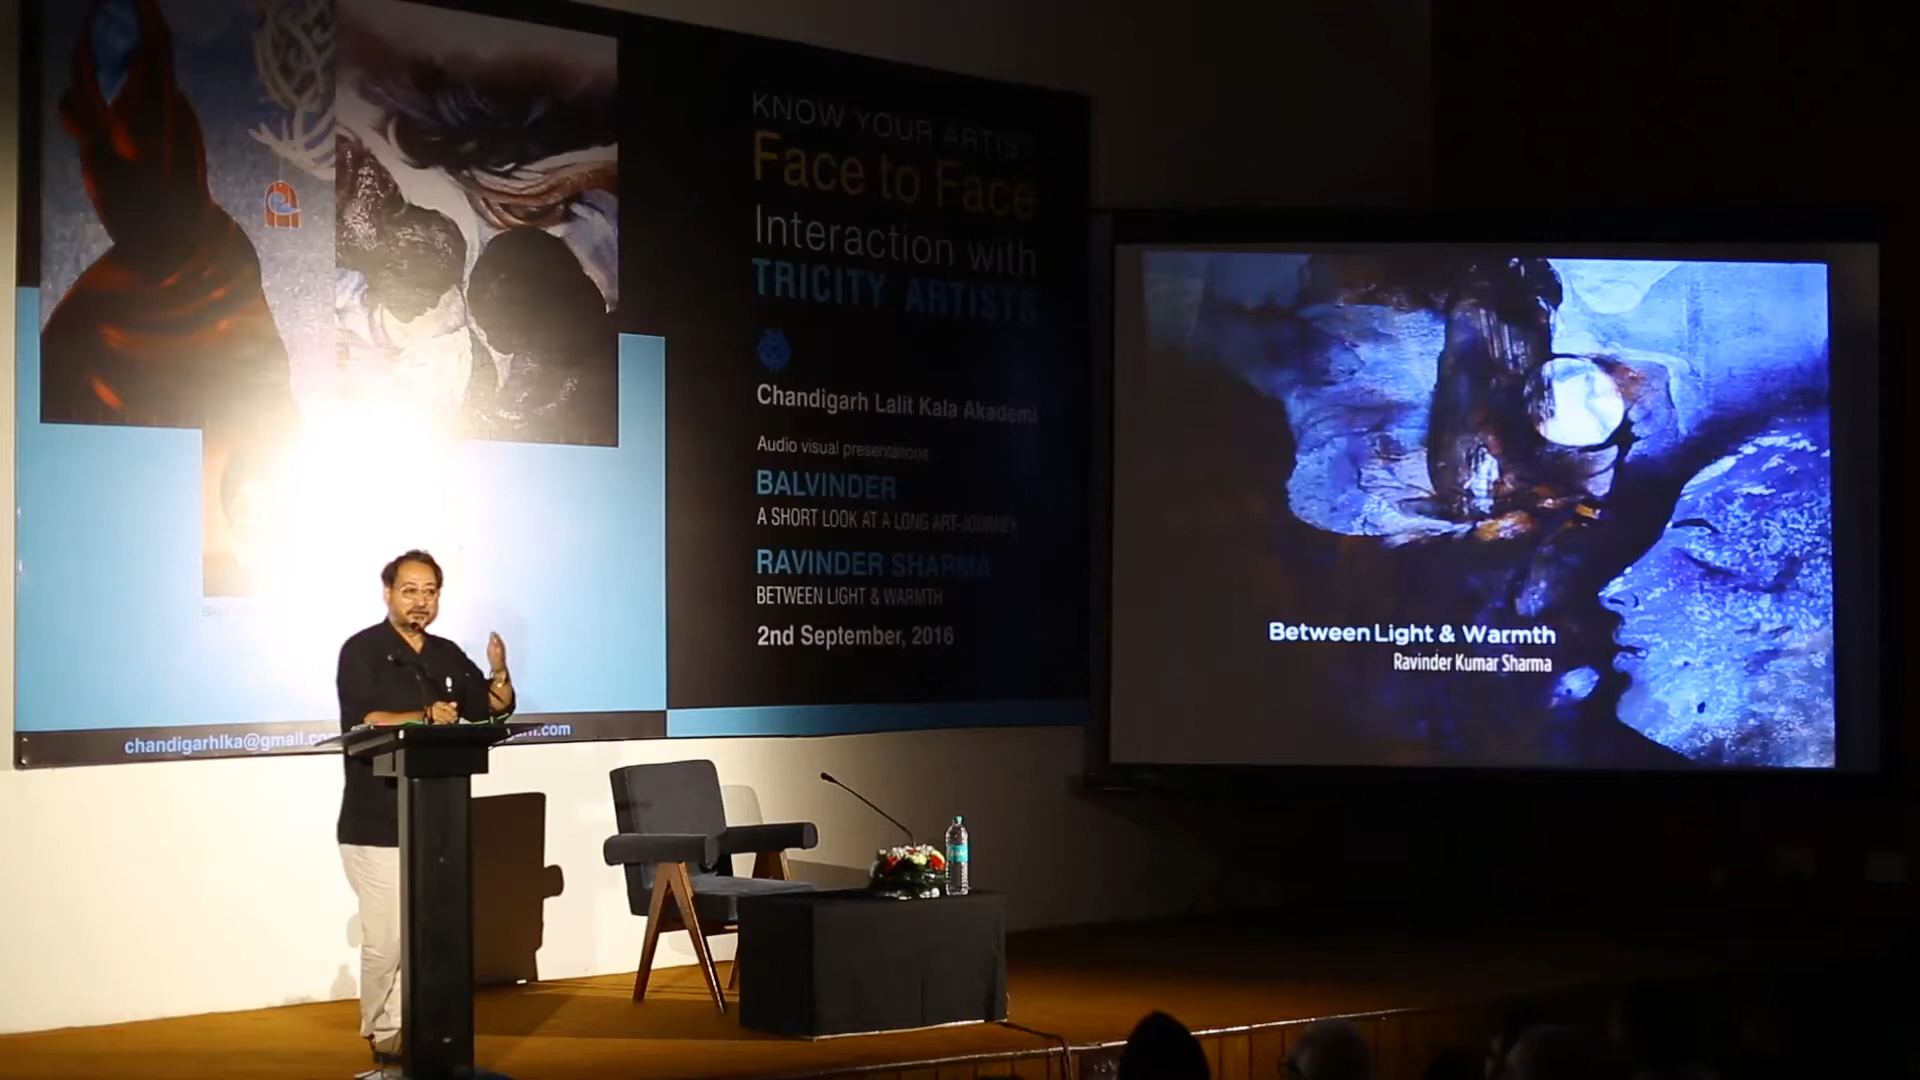 KNOW YOUR ARTIST
Face to Face
Interaction with
TRICITY ARTISTS
Chandigarh Lalit Kala Akademi
Audio visual presentations
BALVINDER
A SHORT LOOK AT A LONG ART-JOURNEY
RAVINDER SHARMA
BETWEEN LIGHT & WARMTH
2nd September, 2016
chandigarhlka@gmail.com
Between Light & Warmth
Ravinder Kumar Sharma